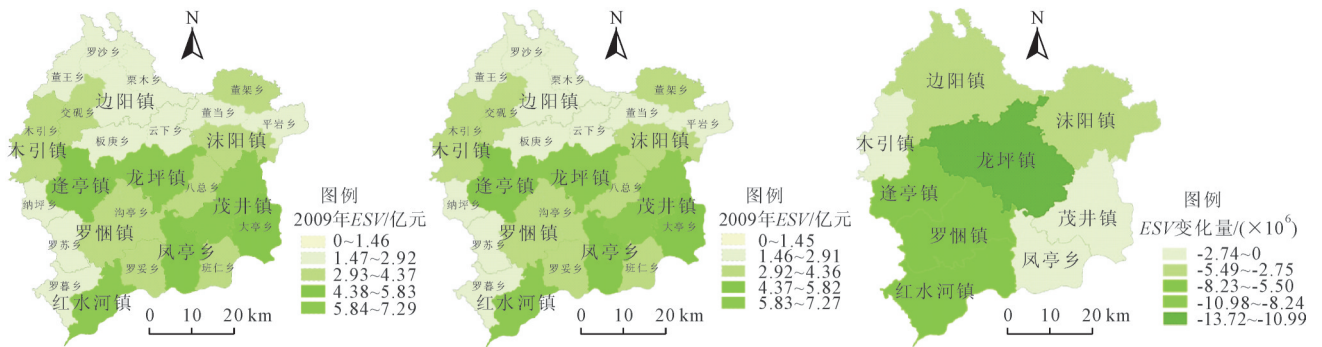 N
罗沙乡
董王乡
栗木乡
董架乡
边阳镇
交砚乡
董当乡
平岩乡
木引乡
云下乡
板庚乡
沫阳镇
木引镇
龙坪镇
逢亭镇
八总乡
纳坪乡
沟亭乡
茂井镇
大亭乡
罗悃镇
罗苏乡
凤亭乡
罗妥乡
班仁乡
罗暮乡
红水河镇
0 10 20 km
图例
2009年ESV/亿元
0~1.46
1.47~2.92
2.93~4.37
4.38~5.83
5.84~7.29
N
罗沙乡
董王乡
栗木乡
董架乡
边阳镇
交砚乡
董当乡
平岩乡
木引乡
云下乡
板庚乡
沫阳镇
木引镇
龙坪镇
逢亭镇
八总乡
纳坪乡
沟亭乡
茂井镇
大亭乡
罗悃镇
罗苏乡
凤亭乡
罗妥乡
班仁乡
罗暮乡
红水河镇
0 10 20 km
图例
2009年ESV/亿元
0~1.45
1.46~2.91
2.92~4.36
4.37~5.82
5.83~7.27
N
边阳镇
沫阳镇
木引镇
龙坪镇
逢亭镇
茂井镇
罗悃镇
凤亭乡
红水河镇
0 10 20 km
图例
ESV变化量/(×10⁶)
-2.74~0
-5.49~-2.75
-8.23~-5.50
-10.98~-8.24
-13.72~-10.99